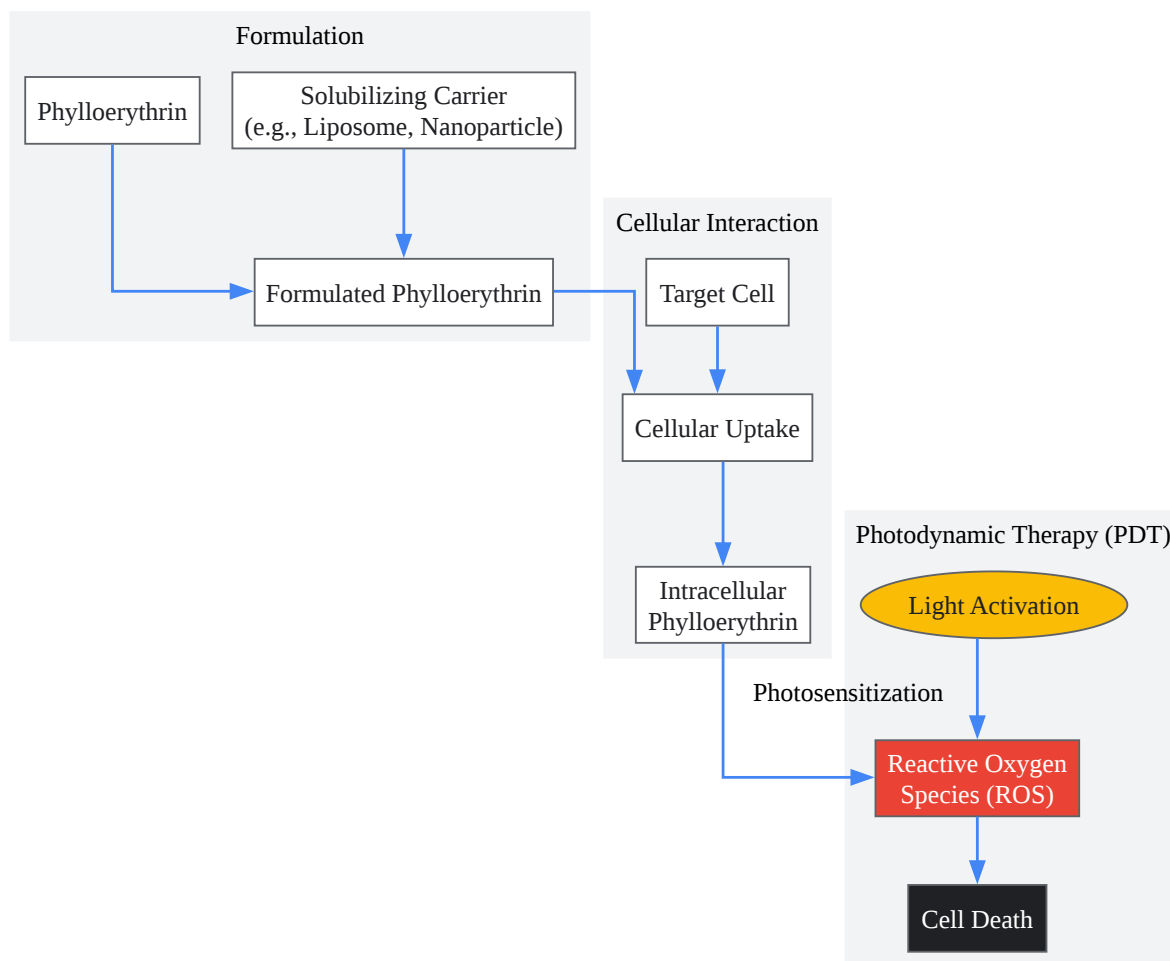 Formulation
Phylloerythrin
Solubilizing Carrier
(e.g., Liposome, Nanoparticle)
Formulated Phylloerythrin
Cellular Interaction
Target Cell
Cellular Uptake
Intracellular
Phylloerythrin
Photodynamic Therapy (PDT)
Light Activation
Photosensitization
Reactive Oxygen
Species (ROS)
Cell Death